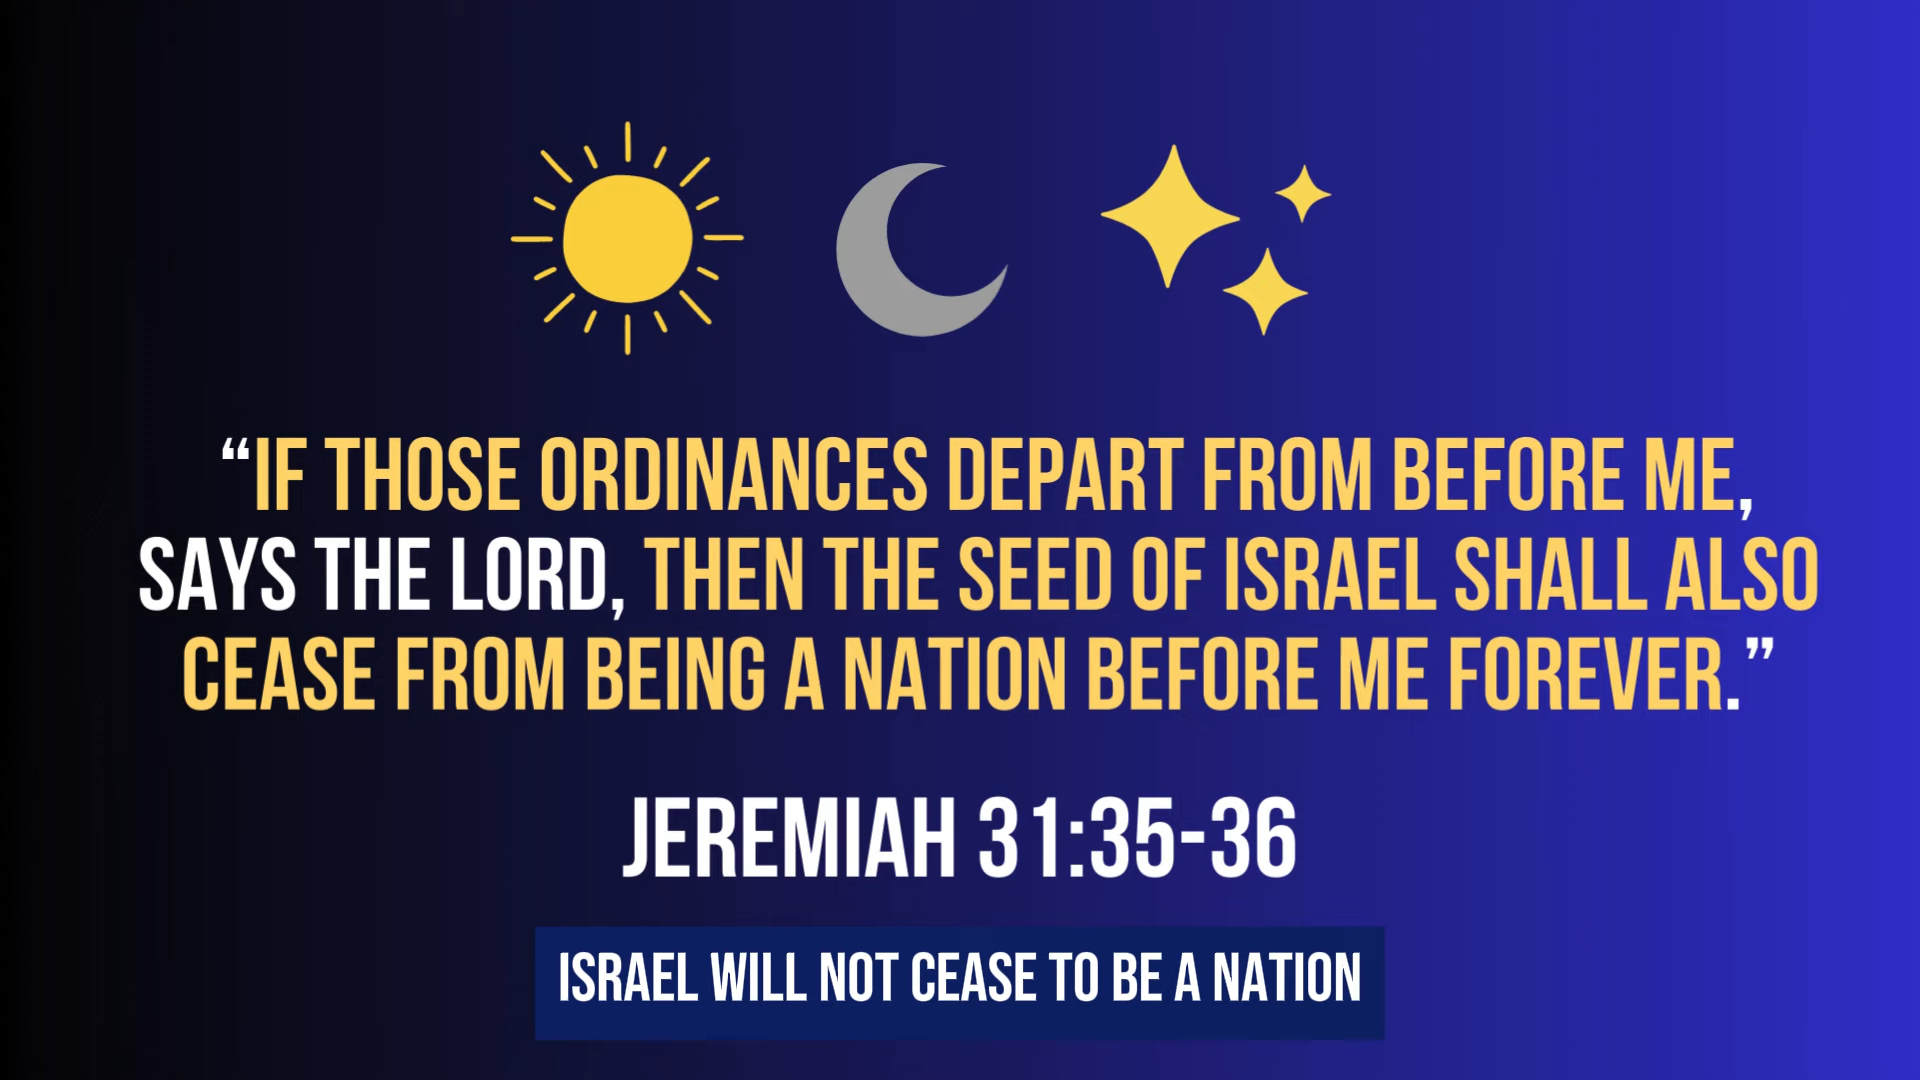 “IF THOSE ORDINANCES DEPART FROM BEFORE ME,
SAYS THE LORD, THEN THE SEED OF ISRAEL SHALL ALSO
CEASE FROM BEING A NATION BEFORE ME FOREVER.”
JEREMIAH 31:35-36
ISRAEL WILL NOT CEASE TO BE A NATION